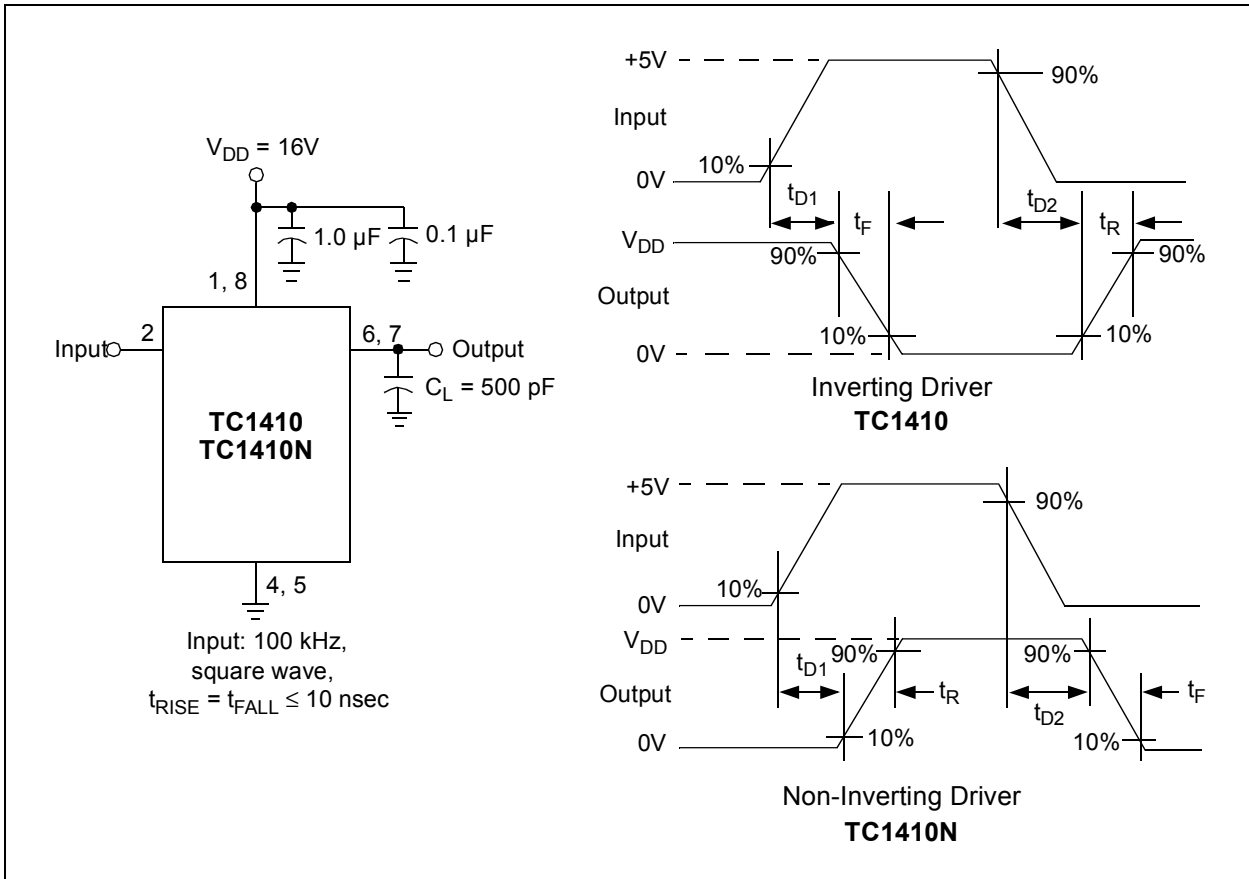 V_DD = 16V
1.0 µF
0.1 µF
1, 8
Input
2
6, 7
Output
C_L = 500 pF
TC1410
TC1410N
4, 5
Input: 100 kHz,
square wave,
t_RISE = t_FALL ≤ 10 nsec
+5V
90%
Input
10%
0V
t_D1
t_F
t_D2
t_R
V_DD
90%
90%
Output
10%
10%
0V
Inverting Driver
TC1410
+5V
90%
Input
10%
0V
V_DD
t_D1
90%
90%
t_R
t_F
Output
t_D2
10%
10%
0V
Non-Inverting Driver
TC1410N